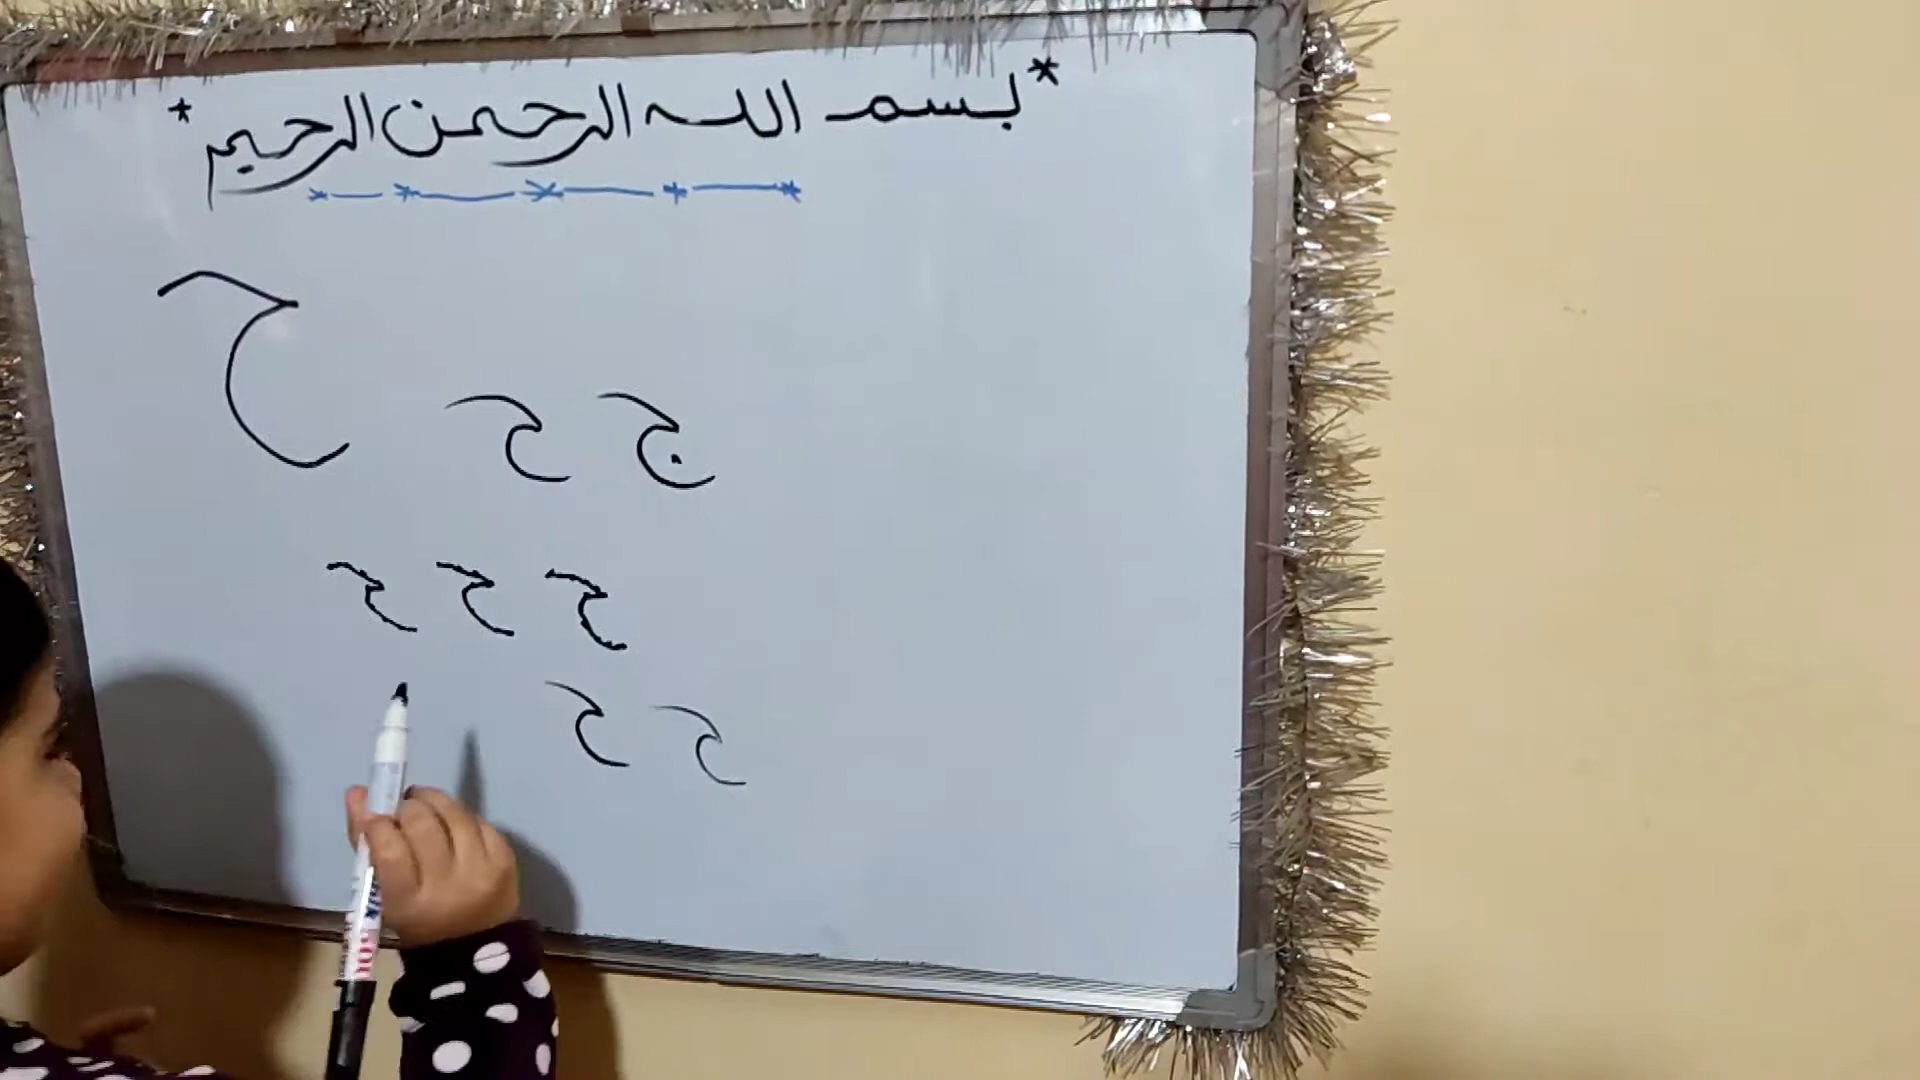 *بسم الله الرحمن الرحيم*
ح
ج ح
ح ح ح
ح ح